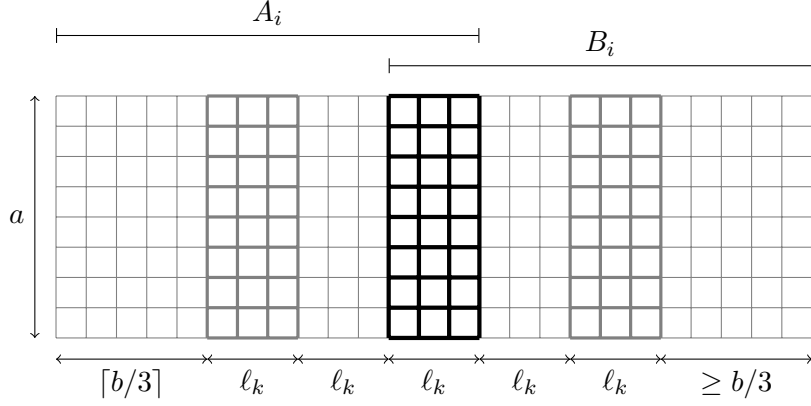 A_i
B_i
a
⌈b/3⌉ ℓ_k ℓ_k ℓ_k ℓ_k ℓ_k ≥ b/3